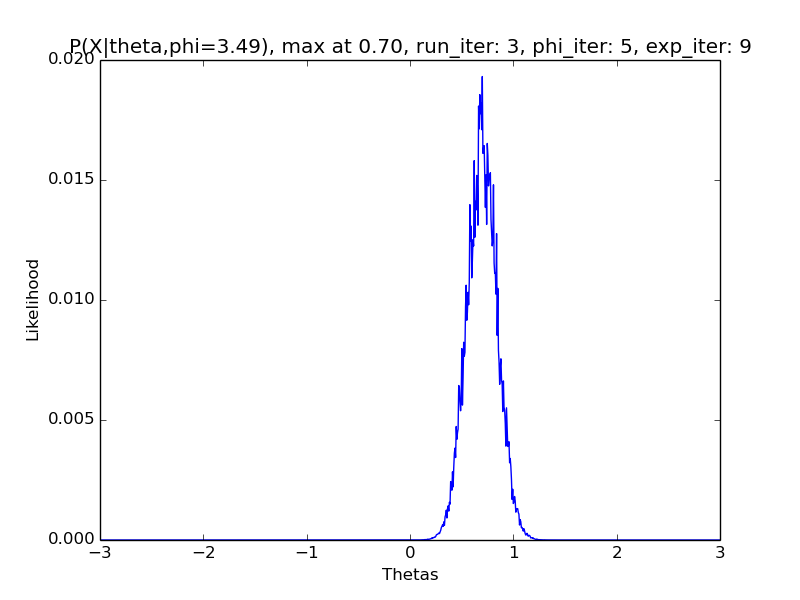 P(X|theta,phi=3.49), max at 0.70, run_iter: 3, phi_iter: 5, exp_iter: 9
0.020
0.015
0.010
0.005
0.000
Likelihood
−3 −2 −1 0 1 2 3
Thetas